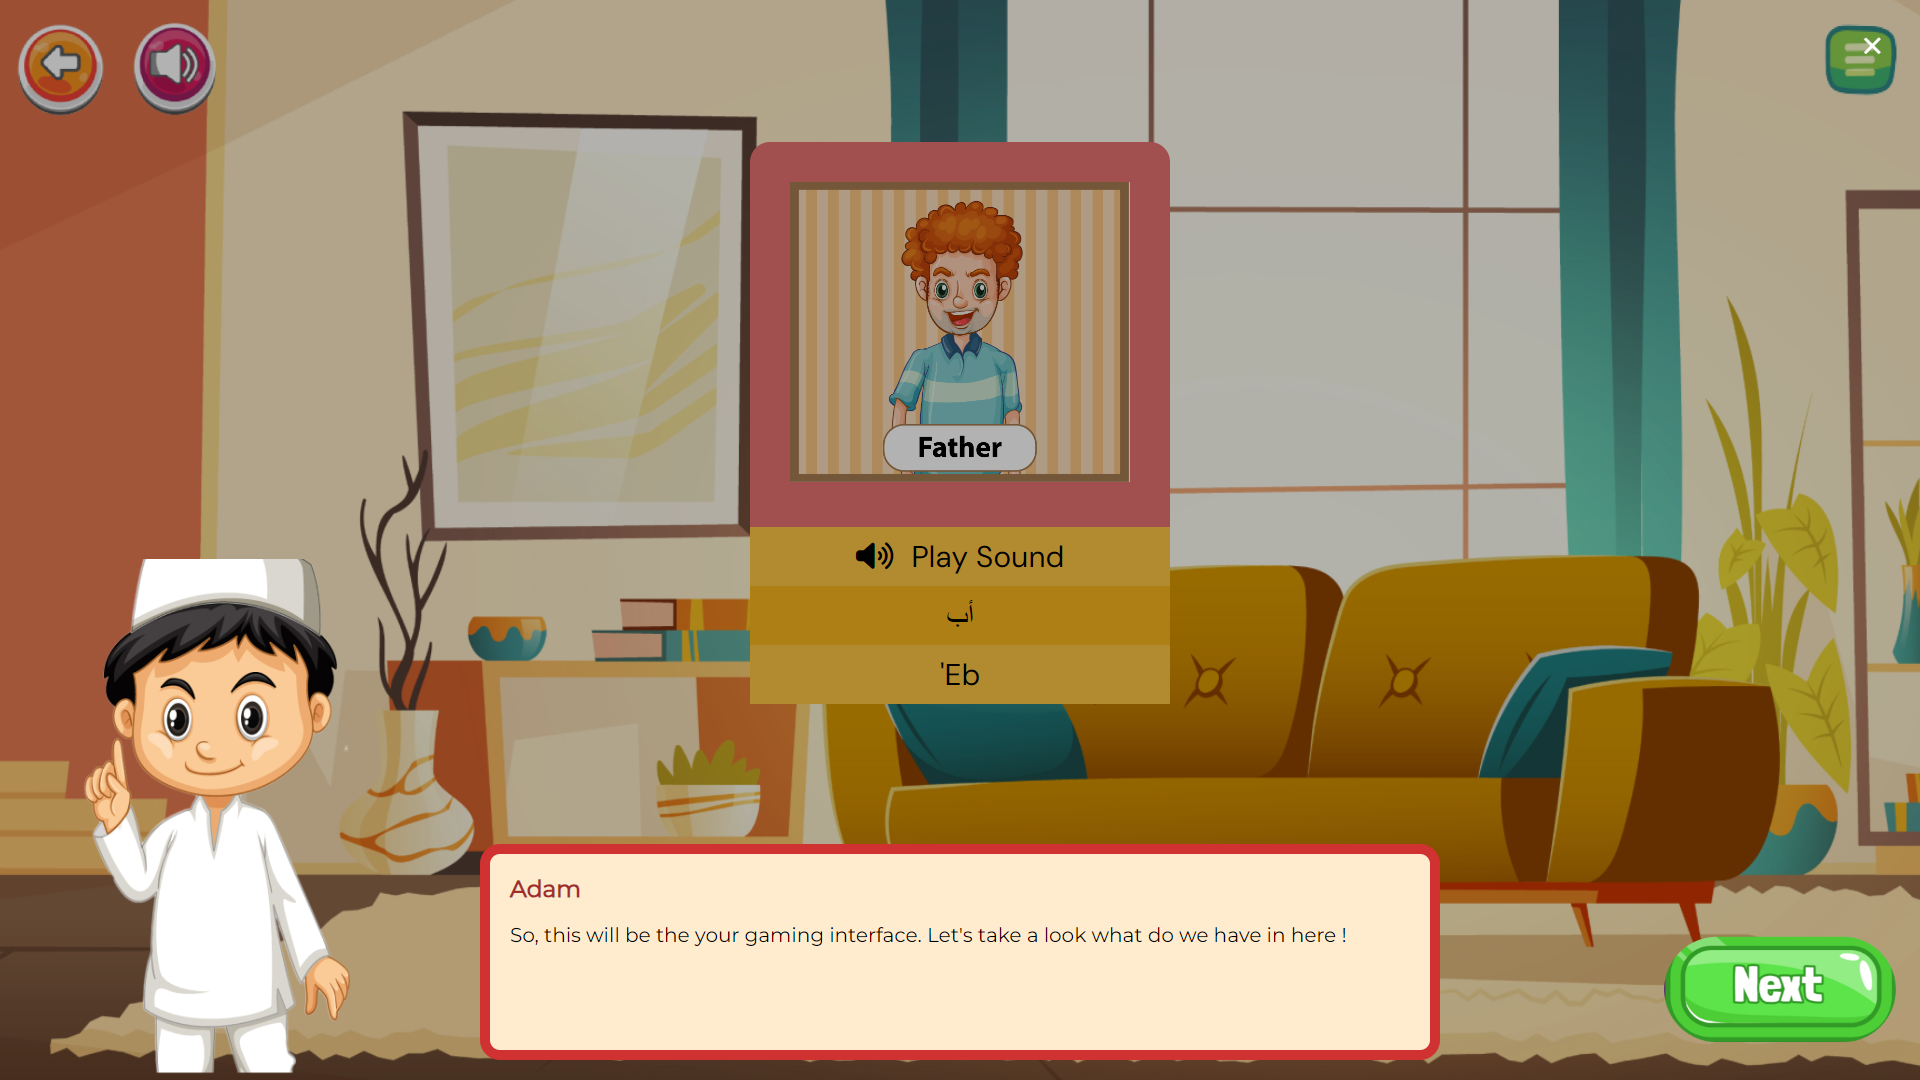 Father
Play Sound
أب
'Eb
Adam
So, this will be the your gaming interface. Let's take a look what do we have in here !
Next